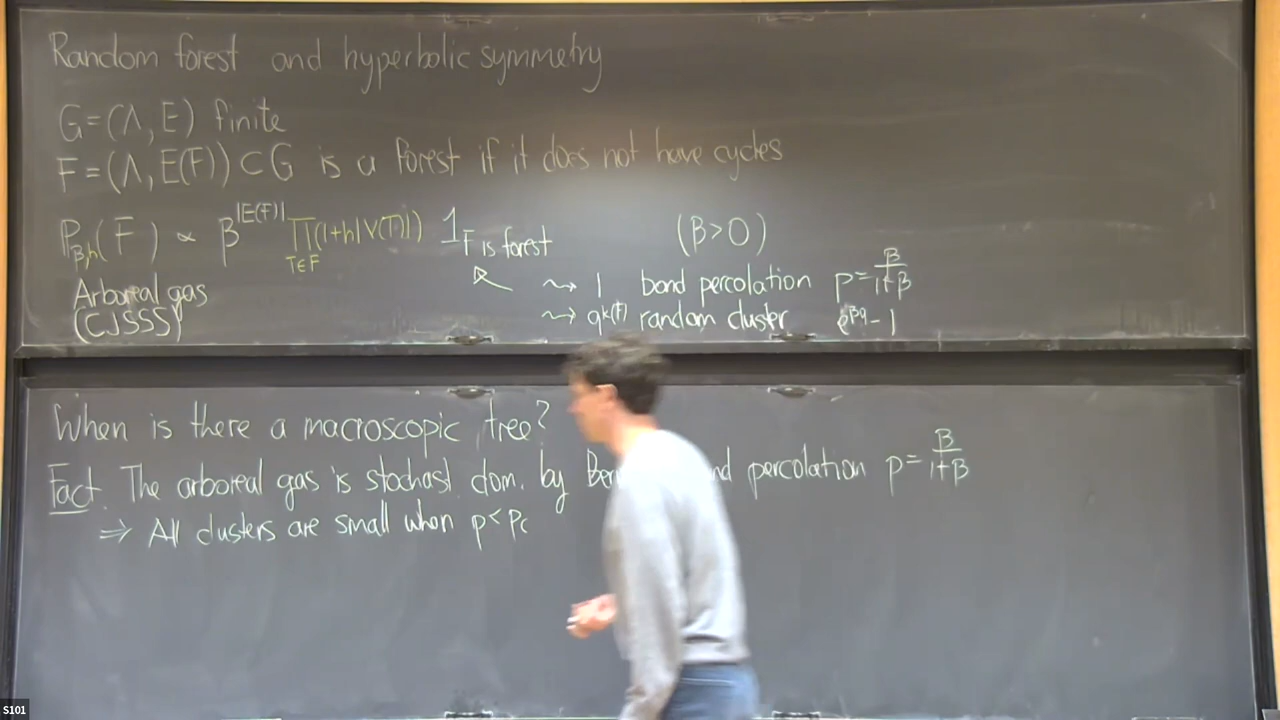 Random forest and hyperbolic symmetry
G=(Λ,E) finite
F=(Λ,E(F))⊂G is a forest if it does not have cycles
P_{β,h}(F) ∝ β^{|E(F)|} ∏_{T∈F}(1+h|V(T)|) 1_{F is forest} (β>0)
Arboreal gas
(CJSSS)
⇝ 1 bond percolation p=β/(1+β)
⇝ q^{k(F)} random cluster e^{βq}-1
When is there a macroscopic tree?
Fact. The arboreal gas is stochast. dom. by percolation p=β/(1+β)
⇒ All clusters are small when p<p_c
S101